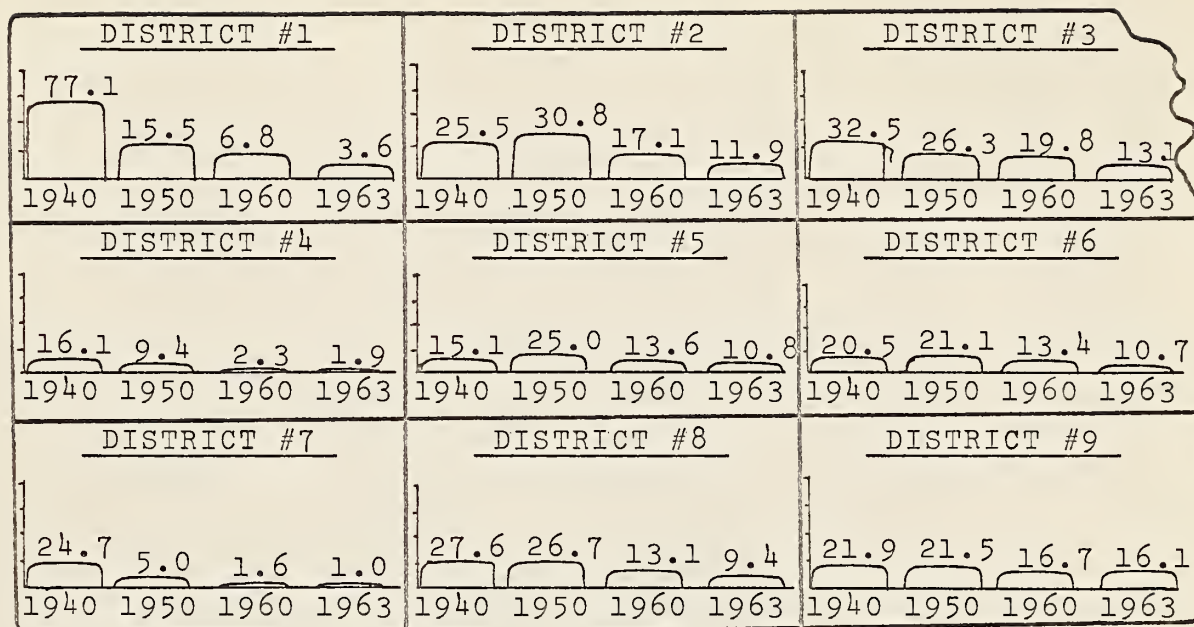 DISTRICT #1
77.1 15.5 6.8 3.6
1940 1950 1960 1963
DISTRICT #2
25.5 30.8 17.1 11.9
1940 1950 1960 1963
DISTRICT #3
32.5 26.3 19.8 13.1
1940 1950 1960 1963
DISTRICT #4
16.1 9.4 2.3 1.9
1940 1950 1960 1963
DISTRICT #5
15.1 25.0 13.6 10.8
1940 1950 1960 1963
DISTRICT #6
20.5 21.1 13.4 10.7
1940 1950 1960 1963
DISTRICT #7
24.7 5.0 1.6 1.0
1940 1950 1960 1963
DISTRICT #8
27.6 26.7 13.1 9.4
1940 1950 1960 1963
DISTRICT #9
21.9 21.5 16.7 16.1
1940 1950 1960 1963